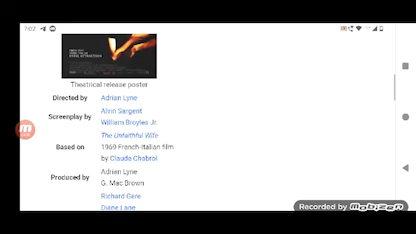 7:02
Theatrical release poster
Directed by Adrian Lyne
Screenplay by Alvin Sargent
William Broyles Jr.
The Unfaithful Wife
Based on 1969 French-Italian film
by Claude Chabrol
Produced by Adrian Lyne
G. Mac Brown
Richard Gere
Diane Lane
Recorded by Mobizen